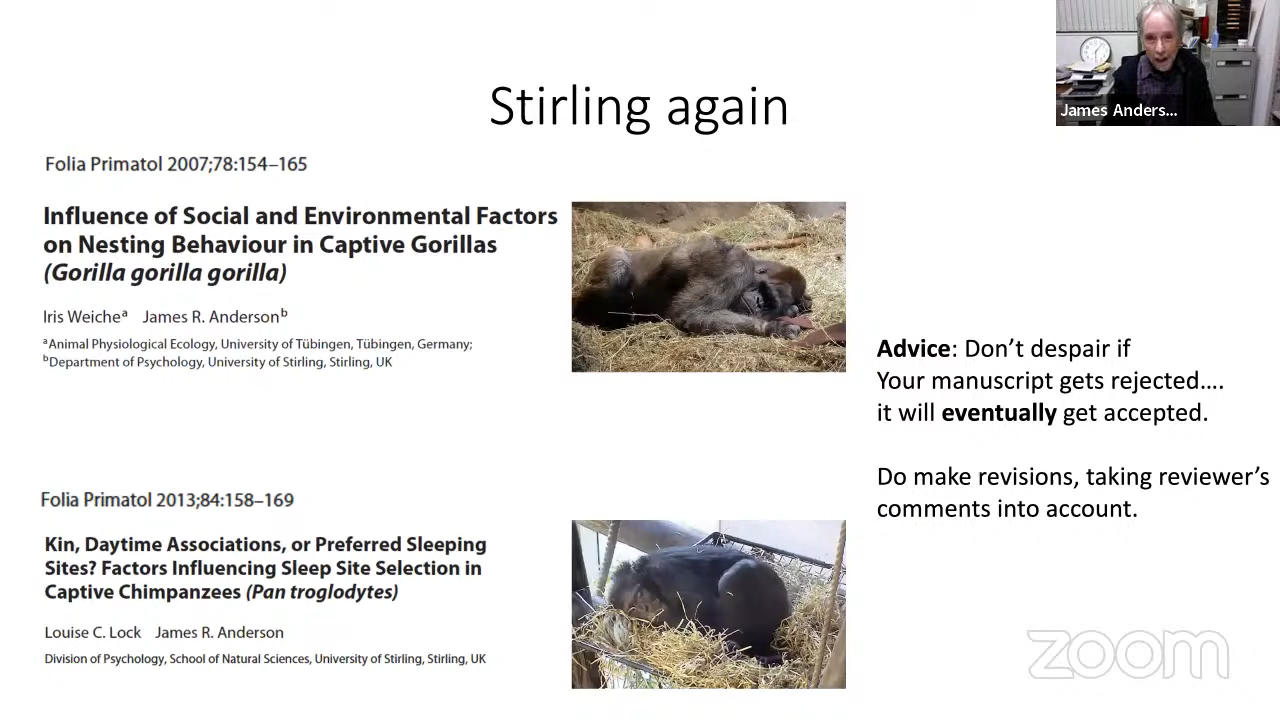 Stirling again
James Anders...
Folia Primatol 2007;78:154–165
Influence of Social and Environmental Factors
on Nesting Behaviour in Captive Gorillas
(Gorilla gorilla gorilla)
Iris Weicheᵃ James R. Andersonᵇ
ᵃAnimal Physiological Ecology, University of Tübingen, Tübingen, Germany;
ᵇDepartment of Psychology, University of Stirling, Stirling, UK
Advice: Don’t despair if
Your manuscript gets rejected….
it will eventually get accepted.
Do make revisions, taking reviewer’s
comments into account.
Folia Primatol 2013;84:158–169
Kin, Daytime Associations, or Preferred Sleeping
Sites? Factors Influencing Sleep Site Selection in
Captive Chimpanzees (Pan troglodytes)
Louise C. Lock James R. Anderson
Division of Psychology, School of Natural Sciences, University of Stirling, Stirling, UK
zoom